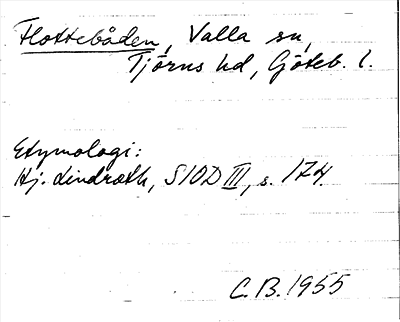 Flottebåden, Valla sn,
Tjörns hd, Göteb. l.
Etymologi:
Hj. Lindroth, SIOD III, s. 174.
C. B. 1955